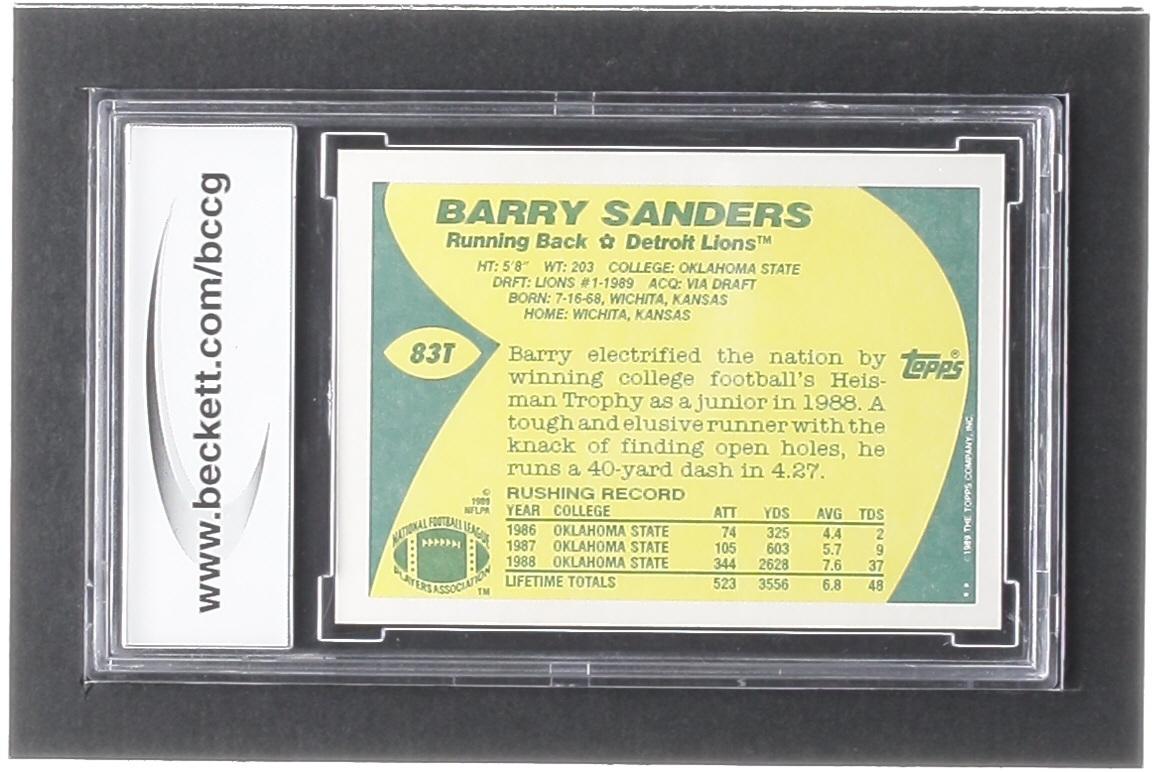 www.beckett.com/bccg
BARRY SANDERS
Running Back ✩ Detroit Lions™
HT: 5'8" WT: 203 COLLEGE: OKLAHOMA STATE
DRFT: LIONS #1-1989 ACQ: VIA DRAFT
BORN: 7-16-68, WICHITA, KANSAS
HOME: WICHITA, KANSAS
83T
Barry electrified the nation by
winning college football's Heis-
man Trophy as a junior in 1988. A
tough and elusive runner with the
knack of finding open holes, he
runs a 40-yard dash in 4.27.
TOPPS®
RUSHING RECORD
YEAR COLLEGE ATT YDS AVG TDS
1986 OKLAHOMA STATE 74 325 4.4 2
1987 OKLAHOMA STATE 105 603 5.7 9
1988 OKLAHOMA STATE 344 2628 7.6 37
LIFETIME TOTALS 523 3556 6.8 48
©
1989
NFLPA
NATIONAL FOOTBALL LEAGUE
PLAYERS ASSOCIATION
TM
©1989 THE TOPPS COMPANY, INC.